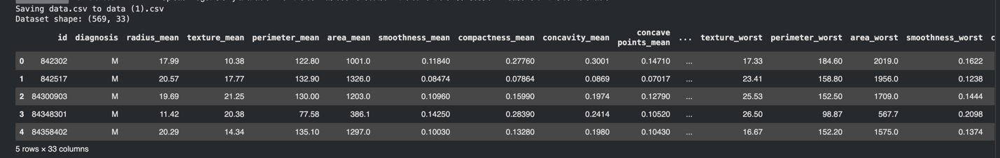 Saving data.csv to data (1).csv
Dataset shape: (569, 33)
id diagnosis radius_mean texture_mean perimeter_mean area_mean smoothness_mean compactness_mean concavity_mean concave points_mean ... texture_worst perimeter_worst area_worst smoothness_worst c
0 842302 M 17.99 10.38 122.80 1001.0 0.11840 0.27760 0.3001 0.14710 ... 17.33 184.60 2019.0 0.1622
1 842517 M 20.57 17.77 132.90 1326.0 0.08474 0.07864 0.0869 0.07017 ... 23.41 158.80 1956.0 0.1238
2 84300903 M 19.69 21.25 130.00 1203.0 0.10960 0.15990 0.1974 0.12790 ... 25.53 152.50 1709.0 0.1444
3 84348301 M 11.42 20.38 77.58 386.1 0.14250 0.28390 0.2414 0.10520 ... 26.50 98.87 567.7 0.2098
4 84358402 M 20.29 14.34 135.10 1297.0 0.10030 0.13280 0.1980 0.10430 ... 16.67 152.20 1575.0 0.1374
5 rows × 33 columns